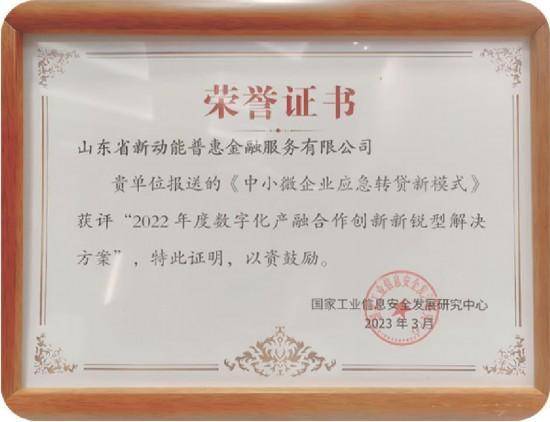 荣誉证书
山东省新动能普惠金融服务有限公司
贵单位报送的《中小微企业应急转贷新模式》
获评“2022年度数字化产融合作创新新锐型解决
方案”，特此证明，以资鼓励。
国家工业信息安全发展研究中心
2023年3月